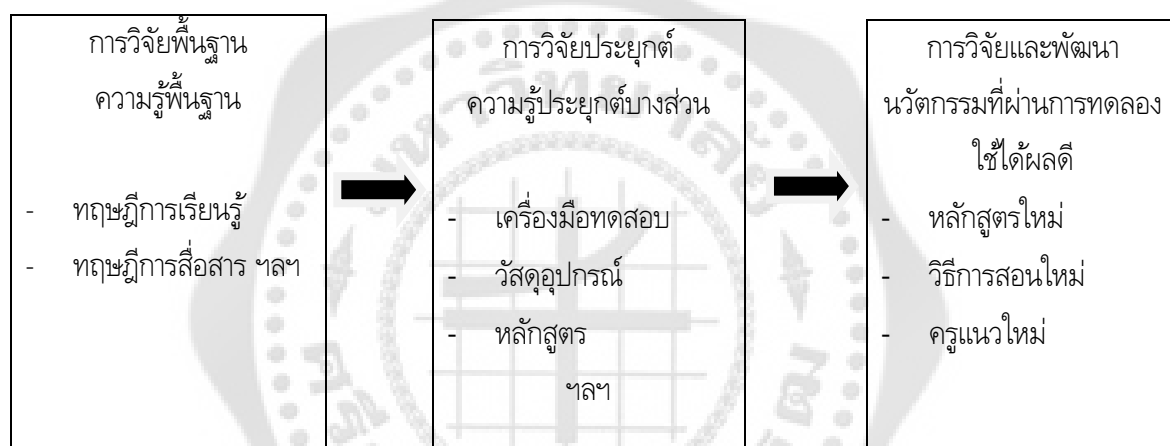 การวิจัยพื้นฐาน
ความรู้พื้นฐาน
- ทฤษฎีการเรียนรู้
- ทฤษฎีการสื่อสาร ฯลฯ
การวิจัยประยุกต์
ความรู้ประยุกต์บางส่วน
- เครื่องมือทดสอบ
- วัสดุอุปกรณ์
- หลักสูตร
ฯลฯ
การวิจัยและพัฒนา
นวัตกรรมที่ผ่านการทดลอง
ใช้ได้ผลดี
- หลักสูตรใหม่
- วิธีการสอนใหม่
- ครูแนวใหม่